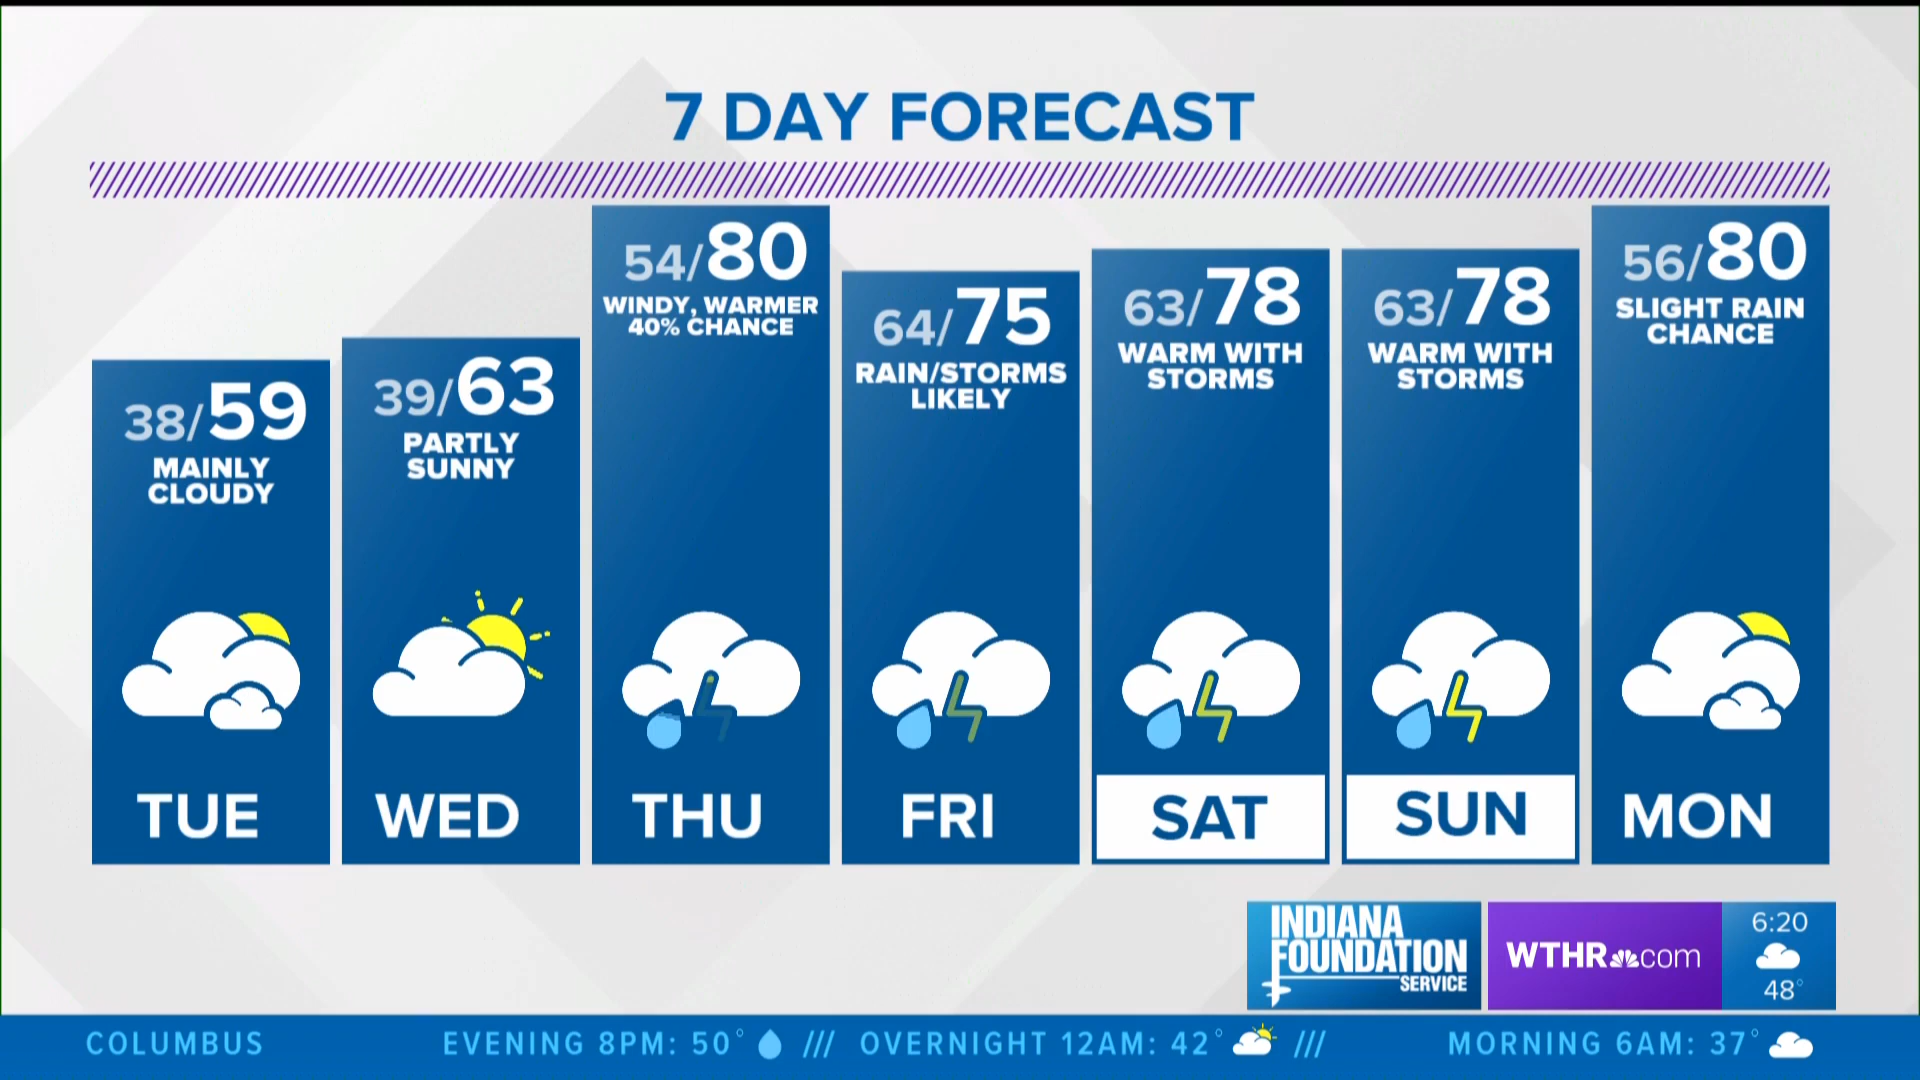 7 DAY FORECAST
38/59
MAINLY
CLOUDY
TUE
39/63
PARTLY
SUNNY
WED
54/80
WINDY, WARMER
40% CHANCE
THU
64/75
RAIN/STORMS
LIKELY
FRI
63/78
WARM WITH
STORMS
SAT
63/78
WARM WITH
STORMS
SUN
56/80
SLIGHT RAIN
CHANCE
MON
INDIANA
FOUNDATION
SERVICE
WTHR.com
6:20
48°
COLUMBUS EVENING 8PM: 50° /// OVERNIGHT 12AM: 42° /// MORNING 6AM: 37°